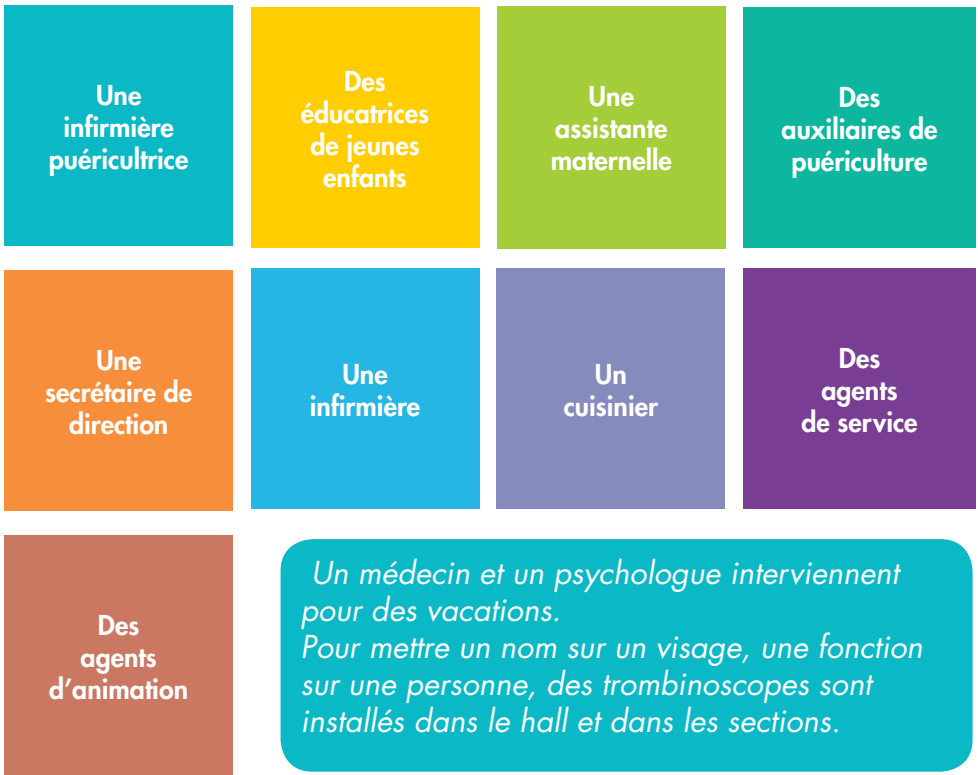 Une
infirmière
puéricultrice
Des
éducatrices
de jeunes
enfants
Une
assistante
maternelle
Des
auxiliaires de
puériculture
Une
secrétaire de
direction
Une
infirmière
Un
cuisinier
Des
agents
de service
Des
agents
d’animation
Un médecin et un psychologue interviennent
pour des vacations.
Pour mettre un nom sur un visage, une fonction
sur une personne, des trombinoscopes sont
installés dans le hall et dans les sections.